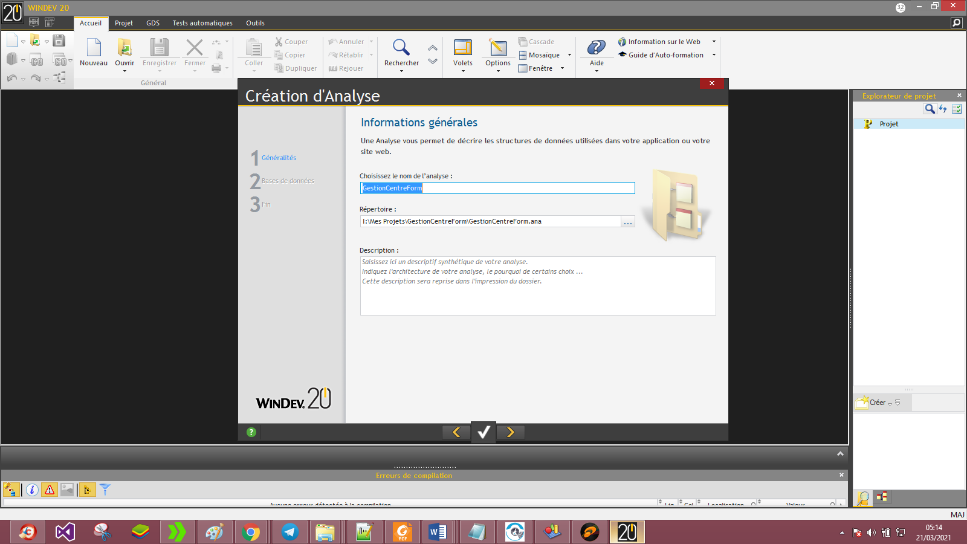 20 WINDEV 20
32
Accueil Projet GDS Tests automatiques Outils
Nouveau Ouvrir Enregistrer Fermer
Général
Coller
Couper
Copier
Dupliquer
Annuler
Rétablir
Rejouer
Rechercher
Volets
Options
Cascade
Mosaïque
Fenêtre
Aide
Information sur le Web
Guide d'Auto-formation
Création d'Analyse
1 Généralités
2 Bases de données
3 Fin
WINDEV. 20
Informations générales
Une Analyse vous permet de décrire les structures de données utilisées dans votre application ou votre
site web.
Choisissez le nom de l'analyse :
GestionCentreForm
Répertoire :
I:\Mes Projets\GestionCentreForm\GestionCentreForm.ana
...
Description :
Saisissez ici un descriptif synthétique de votre analyse.
Indiquez l'architecture de votre analyse, le pourquoi de certains choix ...
Cette description sera reprise dans l'impression du dossier.
Explorateur de projet
Projet
Créer
Erreurs de compilation
Aucune erreur détectée à la compilation
MAJ
05:14
21/03/2021